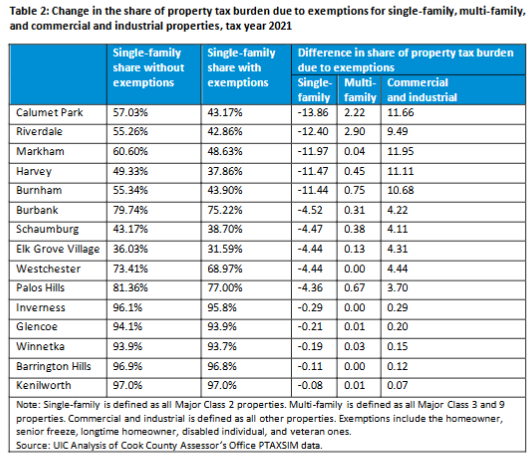 Table 2: Change in the share of property tax burden due to exemptions for single-family, multi-family,
and commercial and industrial properties, tax year 2021
Single-family share without exemptions Single-family share with exemptions Difference in share of property tax burden due to exemptions
Single-family Multi-family Commercial and industrial
Calumet Park 57.03% 43.17% -13.86 2.22 11.66
Riverdale 55.26% 42.86% -12.40 2.90 9.49
Markham 60.60% 48.63% -11.97 0.04 11.95
Harvey 49.33% 37.86% -11.47 0.45 11.11
Burnham 55.34% 43.90% -11.44 0.75 10.68
Burbank 79.74% 75.22% -4.52 0.31 4.22
Schaumburg 43.17% 38.70% -4.47 0.38 4.11
Elk Grove Village 36.03% 31.59% -4.44 0.13 4.31
Westchester 73.41% 68.97% -4.44 0.00 4.44
Palos Hills 81.36% 77.00% -4.36 0.67 3.70
Inverness 96.1% 95.8% -0.29 0.00 0.29
Glencoe 94.1% 93.9% -0.21 0.01 0.20
Winnetka 93.9% 93.7% -0.19 0.03 0.15
Barrington Hills 96.9% 96.8% -0.11 0.00 0.12
Kenilworth 97.0% 97.0% -0.08 0.01 0.07
Note: Single-family is defined as all Major Class 2 properties. Multi-family is defined as all Major Class 3 and 9
properties. Commercial and industrial is defined as all other properties. Exemptions include the homeowner,
senior freeze, longtime homeowner, disabled individual, and veteran ones.
Source: UIC Analysis of Cook County Assessor's Office PTAXSIM data.